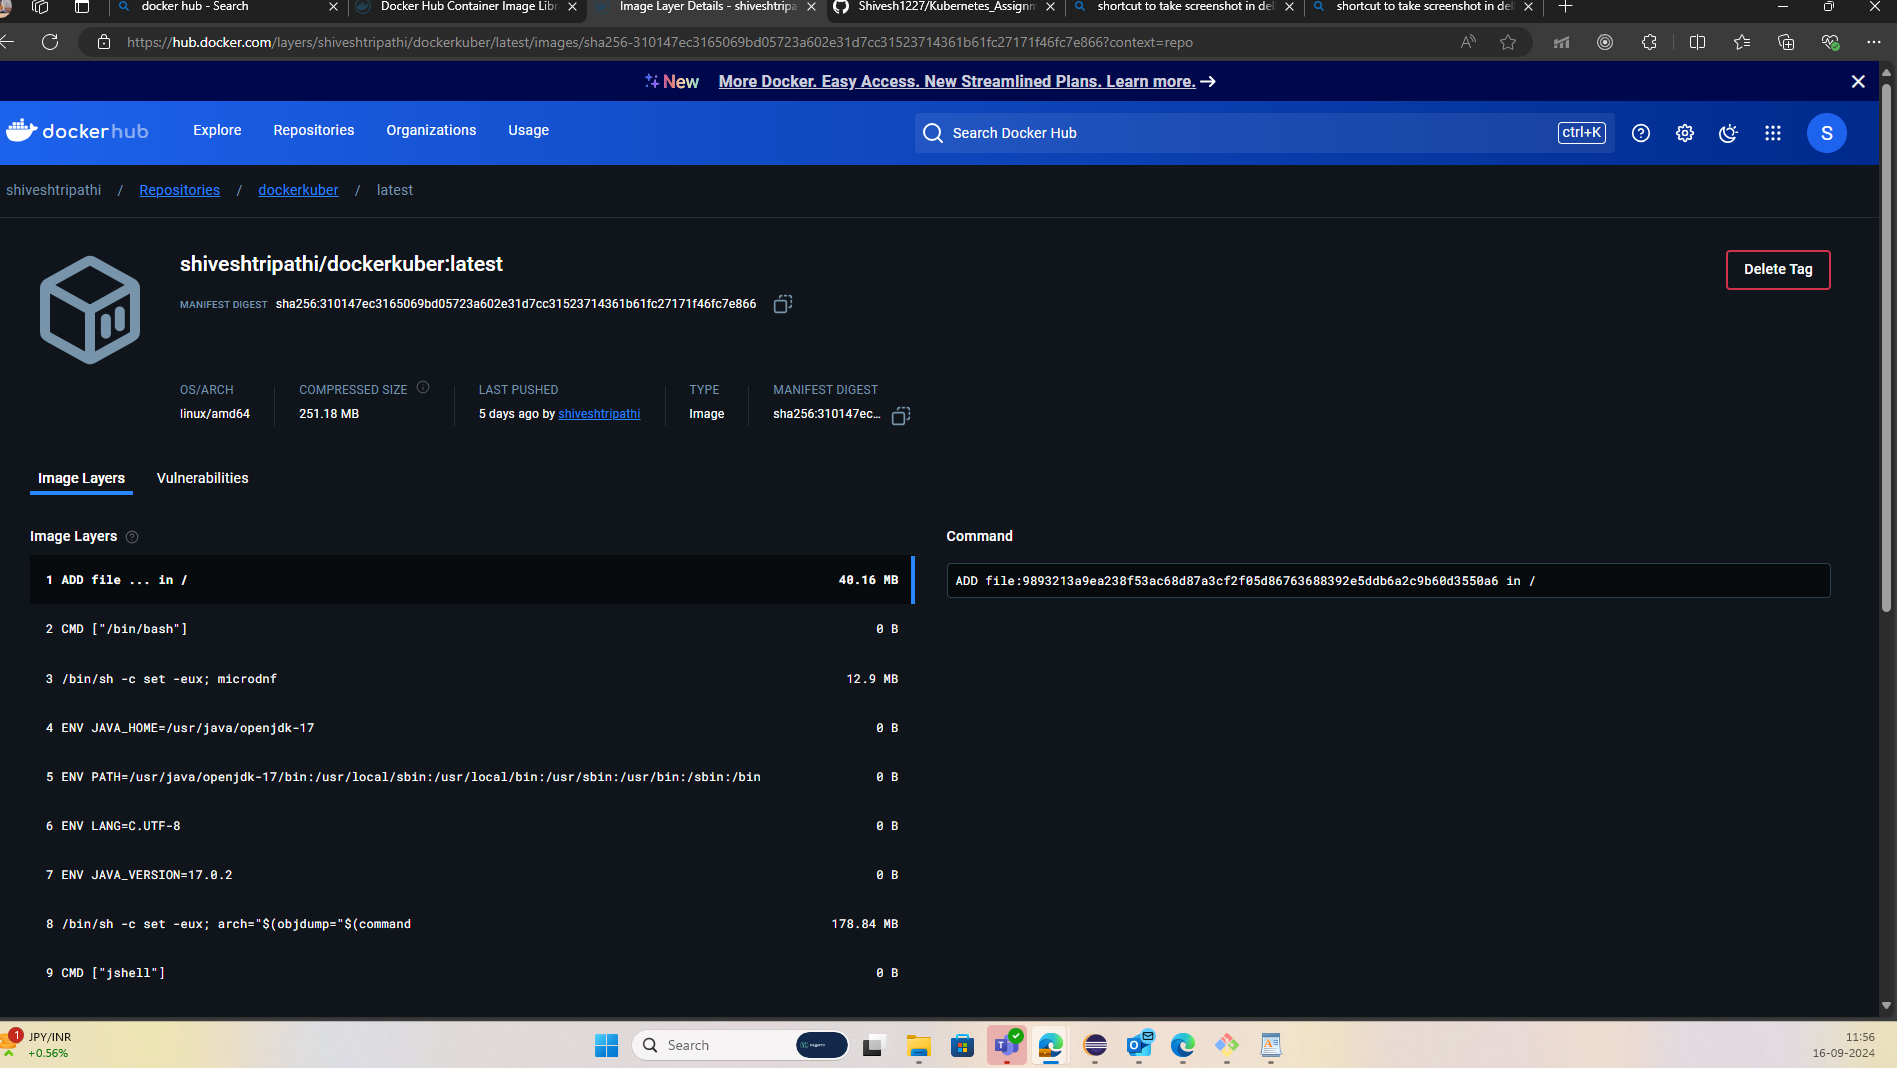 docker hub - Search
Docker Hub Container Image Libr
Image Layer Details - shiveshtripa
Shivesh1227/Kubernetes_Assignm
shortcut to take screenshot in del
shortcut to take screenshot in del
https://hub.docker.com/layers/shiveshtripathi/dockerkuber/latest/images/sha256-310147ec3165069bd05723a602e31d7cc31523714361b61fc27171f46fc7e866?context=repo
New More Docker. Easy Access. New Streamlined Plans. Learn more.
dockerhub
Explore
Repositories
Organizations
Usage
Search Docker Hub
ctrl+K
S
shiveshtripathi / Repositories / dockerkuber / latest
shiveshtripathi/dockerkuber:latest
Delete Tag
MANIFEST DIGEST sha256:310147ec3165069bd05723a602e31d7cc31523714361b61fc27171f46fc7e866
OS/ARCH
linux/amd64
COMPRESSED SIZE
251.18 MB
LAST PUSHED
5 days ago by shiveshtripathi
TYPE
Image
MANIFEST DIGEST
sha256:310147ec...
Image Layers
Vulnerabilities
Image Layers
1 ADD file ... in / 40.16 MB
2 CMD ["/bin/bash"] 0 B
3 /bin/sh -c set -eux; microdnf 12.9 MB
4 ENV JAVA_HOME=/usr/java/openjdk-17 0 B
5 ENV PATH=/usr/java/openjdk-17/bin:/usr/local/sbin:/usr/local/bin:/usr/sbin:/usr/bin:/sbin:/bin 0 B
6 ENV LANG=C.UTF-8 0 B
7 ENV JAVA_VERSION=17.0.2 0 B
8 /bin/sh -c set -eux; arch="$(objdump="$(command 178.84 MB
9 CMD ["jshell"] 0 B
Command
ADD file:9893213a9ea238f53ac68d87a3cf2f05d86763688392e5ddb6a2c9b60d3550a6 in /
1
JPY/INR
+0.56%
Search
11:56
16-09-2024